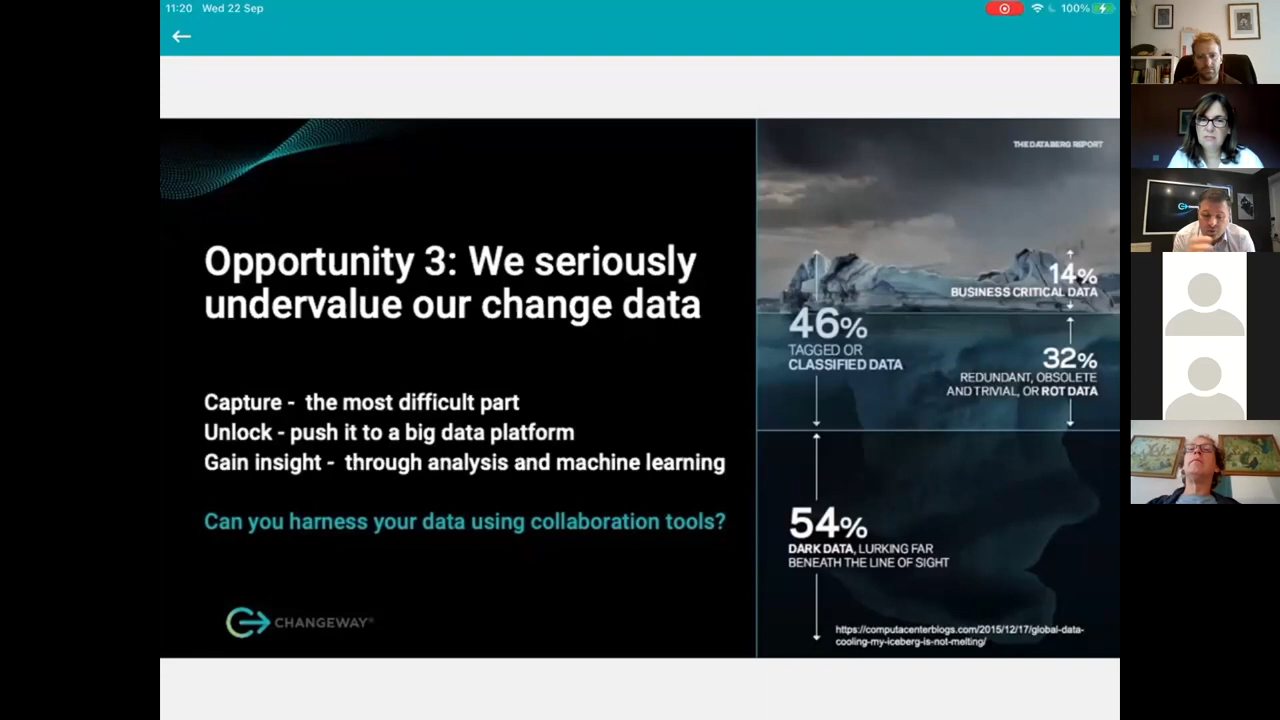 11:20 Wed 22 Sep
100%
THE DATABERG REPORT
Opportunity 3: We seriously
undervalue our change data
Capture - the most difficult part
Unlock - push it to a big data platform
Gain insight - through analysis and machine learning
Can you harness your data using collaboration tools?
CHANGEWAY®
14%
BUSINESS CRITICAL DATA
46%
TAGGED OR
CLASSIFIED DATA
32%
REDUNDANT, OBSOLETE
AND TRIVIAL, OR ROT DATA
54%
DARK DATA, LURKING FAR
BENEATH THE LINE OF SIGHT
https://computacenterblogs.com/2015/12/17/global-data-
cooling-my-iceberg-is-not-melting/